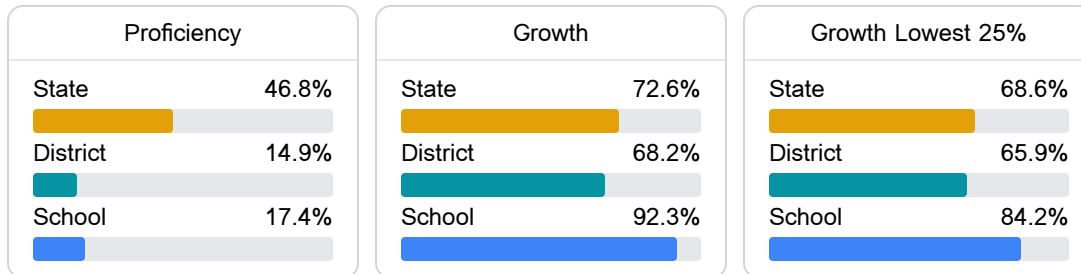 Proficiency
State 46.8%
District 14.9%
School 17.4%
Growth
State 72.6%
District 68.2%
School 92.3%
Growth Lowest 25%
State 68.6%
District 65.9%
School 84.2%